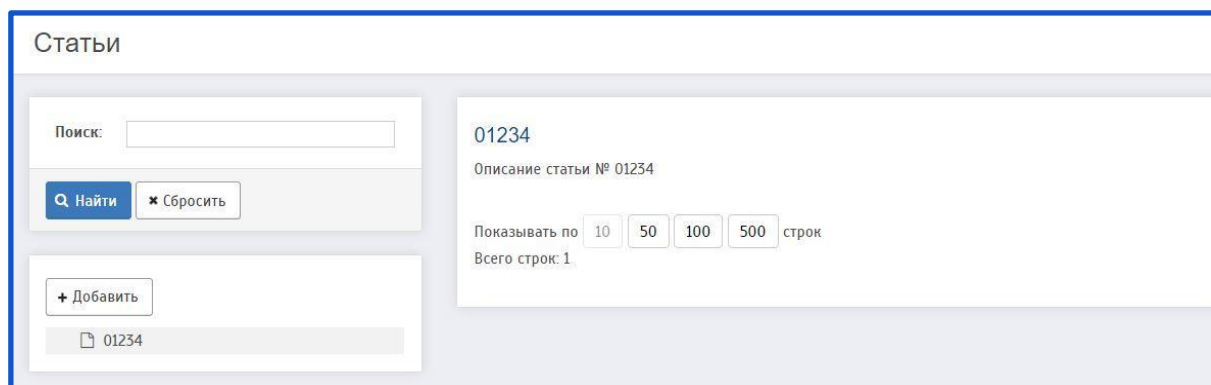 Статьи
Поиск:
Найти Сбросить
Добавить
01234
01234
Описание статьи № 01234
Показывать по 10 50 100 500 строк
Всего строк: 1